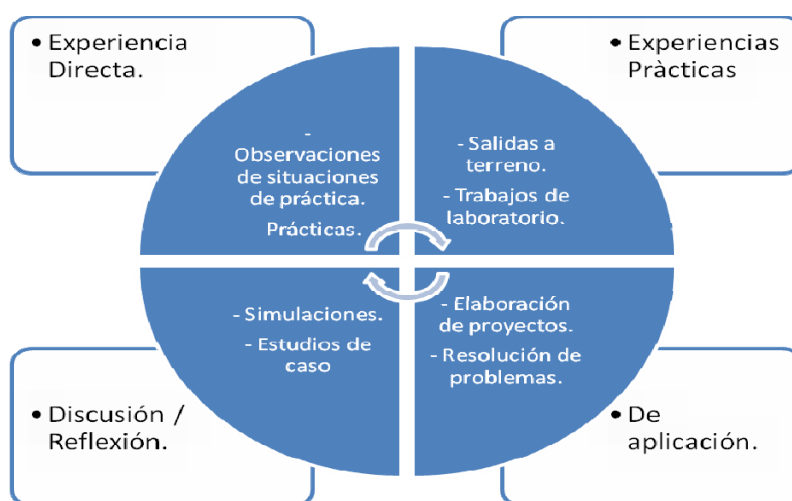 • Experiencia
Directa.
• Experiencias
Pràcticas
-
Observaciones
de situaciones
de práctica.
Prácticas.
- Salidas a
terreno.
- Trabajos de
laboratorio.
- Simulaciones.
- Estudios de
caso
- Elaboración
de proyectos.
- Resolución de
problemas.
• Discusión /
Reflexión.
• De
aplicación.